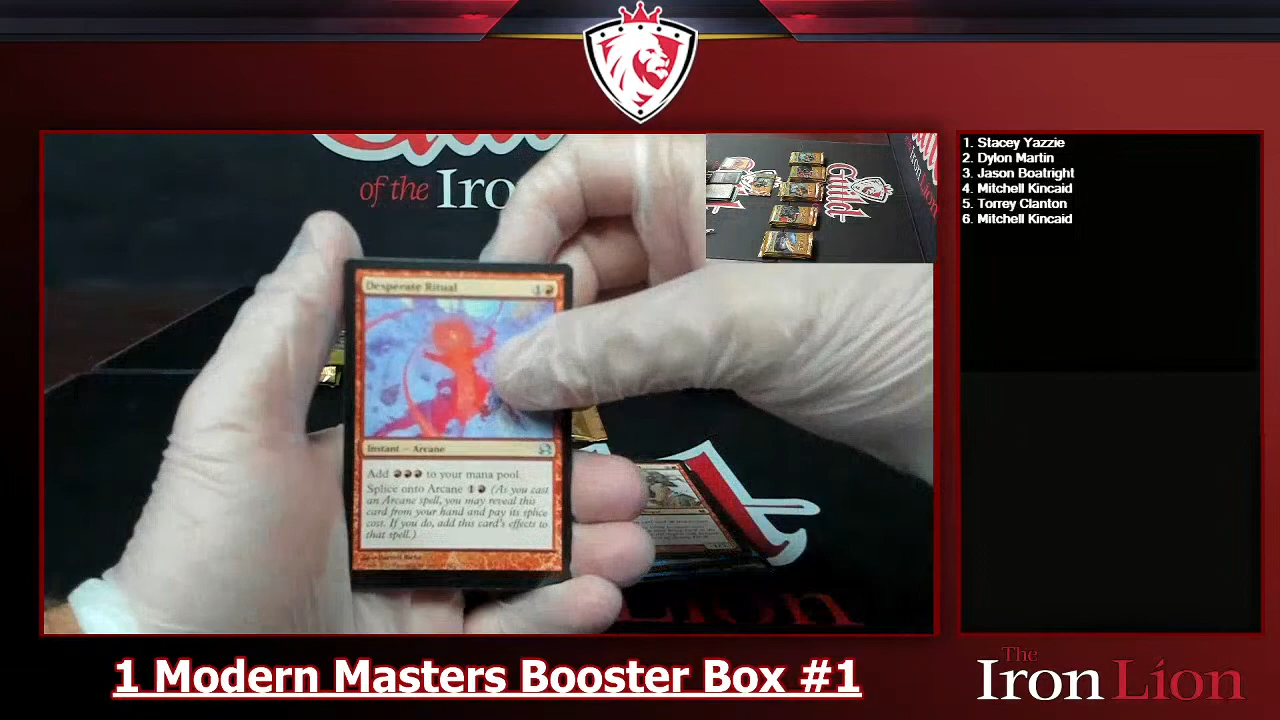 of the Iro
Guild
1. Stacey Yazzie
2. Dylon Martin
3. Jason Boatright
4. Mitchell Kincaid
5. Torrey Clanton
6. Mitchell Kincaid
Desperate Ritual
Instant — Arcane
Add to your mana pool.
Splice onto Arcane 1 (As you cast
an Arcane spell, you may reveal this
card from your hand and pay its splice
cost. If you do, add this card's effects to
that spell.)
Lion
1 Modern Masters Booster Box #1
The
Iron Lion